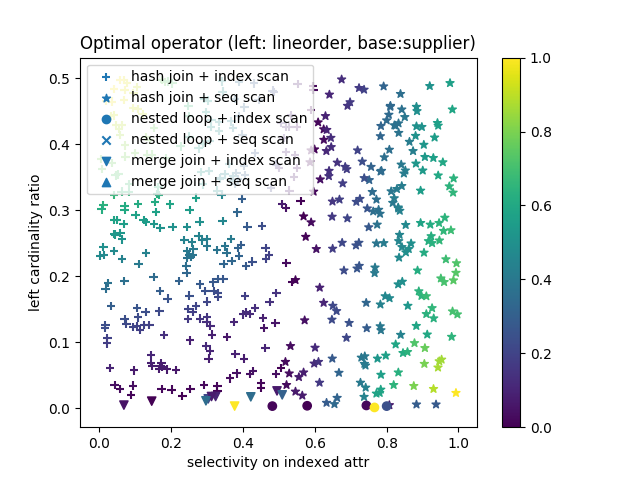 Optimal operator (left: lineorder, base:supplier)
hash join + index scan
hash join + seq scan
nested loop + index scan
nested loop + seq scan
merge join + index scan
merge join + seq scan
left cardinality ratio
0.5
0.4
0.3
0.2
0.1
0.0
0.0 0.2 0.4 0.6 0.8 1.0
selectivity on indexed attr
1.0
0.8
0.6
0.4
0.2
0.0